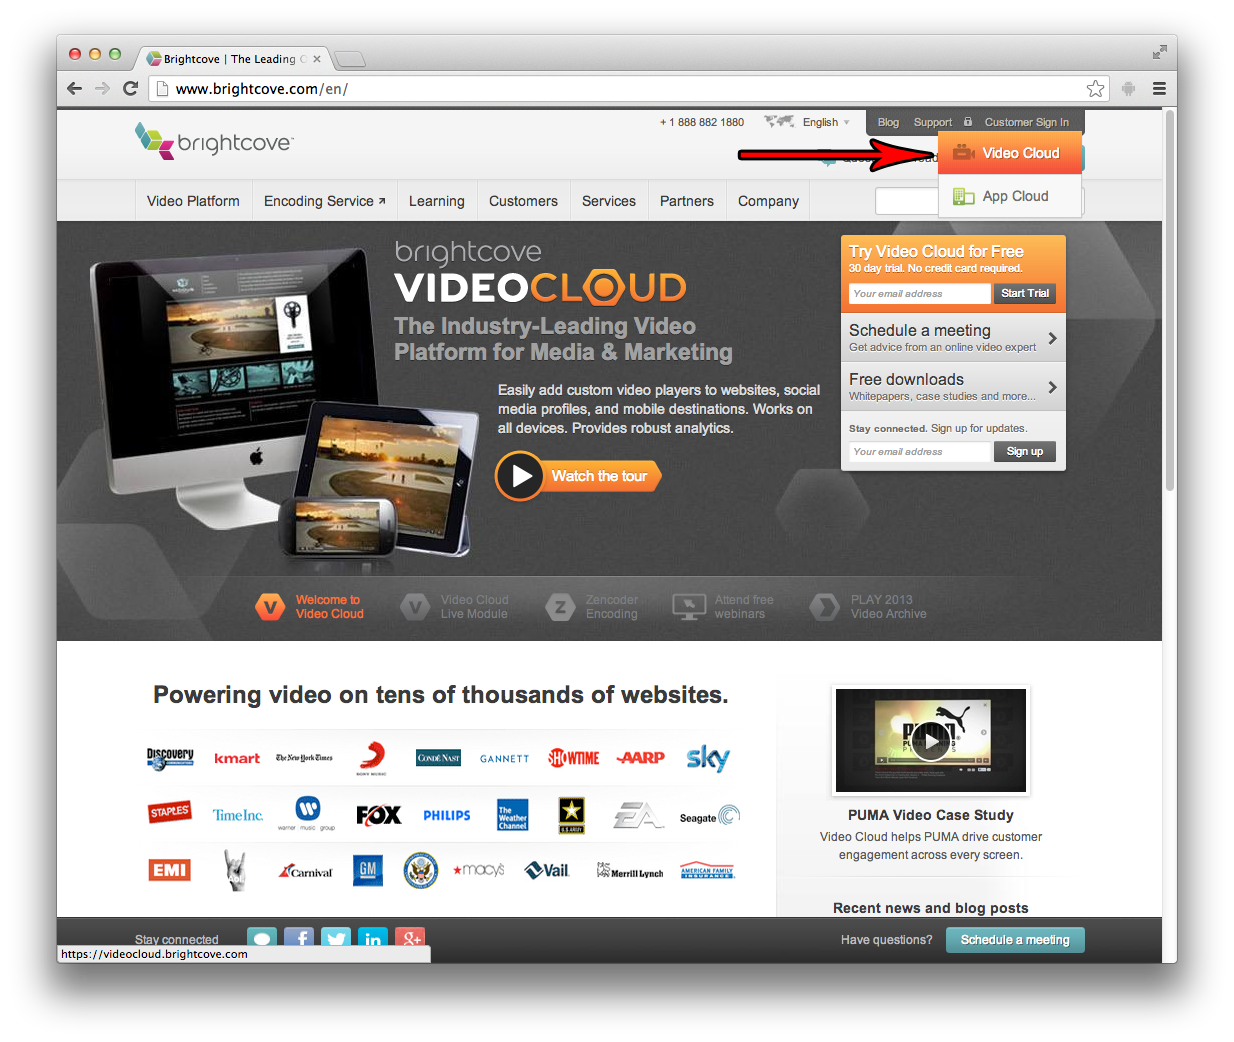 Brightcove | The Leading C
www.brightcove.com/en/
+ 1 888 882 1880
English
Blog
Support
Customer Sign In
brightcove
Video Cloud
App Cloud
Video Platform
Encoding Service
Learning
Customers
Services
Partners
Company
brightcove
VIDEOCLOUD
The Industry-Leading Video
Platform for Media & Marketing
Easily add custom video players to websites, social
media profiles, and mobile destinations. Works on
all devices. Provides robust analytics.
Watch the tour
Try Video Cloud for Free
30 day trial. No credit card required.
Your email address
Start Trial
Schedule a meeting
Get advice from an online video expert
Free downloads
Whitepapers, case studies and more...
Stay connected. Sign up for updates.
Your email address
Sign up
Welcome to
Video Cloud
Video Cloud
Live Module
Zencoder
Encoding
Attend free
webinars
PLAY 2013
Video Archive
Powering video on tens of thousands of websites.
Discovery
COMMUNICATIONS
kmart
The New York Times
SONY MUSIC
CONDÉ NAST
GANNETT
SHOWTIME
AARP
sky
STAPLES
TimeInc.
warner music group
FOX
PHILIPS
The
Weather
Channel
U.S. ARMY
EA
Seagate
EMI
Aol.
Carnival
GM
macy's
Vail
Merrill Lynch
AMERICAN FAMILY
INSURANCE
PUMA
PUMA Video Case Study
Video Cloud helps PUMA drive customer
engagement across every screen.
Recent news and blog posts
Stay connected
Have questions?
Schedule a meeting
https://videocloud.brightcove.com